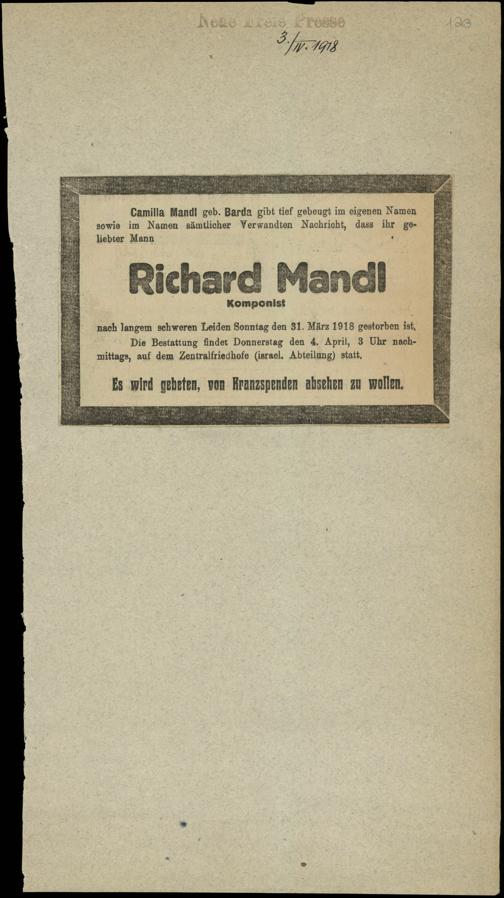 Neue Freie Presse
123
3./IV. 1918
Camilla Mandl geb. Barda gibt tief gebeugt im eigenen Namen
sowie im Namen sämtlicher Verwandten Nachricht, dass ihr ge-
liebter Mann
Richard Mandl
Komponist
nach langem schweren Leiden Sonntag den 31. März 1918 gestorben ist.
Die Bestattung findet Donnerstag den 4. April, 3 Uhr nach-
mittags, auf dem Zentralfriedhofe (israel. Abteilung) statt.
Es wird gebeten, von Kranzspenden absehen zu wollen.